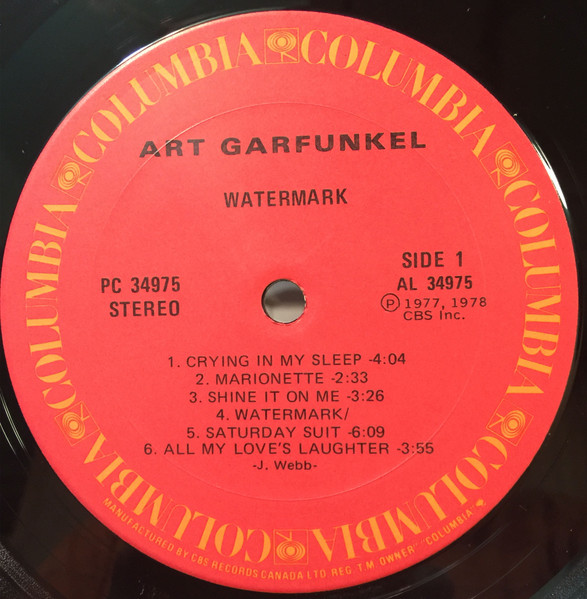 COLUMBIA COLUMBIA COLUMBIA COLUMBIA COLUMBIA COLUMBIA COLUMBIA COLUMBIA
ART GARFUNKEL
WATERMARK
PC 34975
STEREO
SIDE 1
AL 34975
Ⓟ 1977, 1978
CBS Inc.
1. CRYING IN MY SLEEP -4:04
2. MARIONETTE -2:33
3. SHINE IT ON ME -3:26
4. WATERMARK/
5. SATURDAY SUIT -6:09
6. ALL MY LOVE'S LAUGHTER -3:55
-J. Webb-
MANUFACTURED BY CBS RECORDS CANADA LTD REG. T.M. OWNER "COLUMBIA"